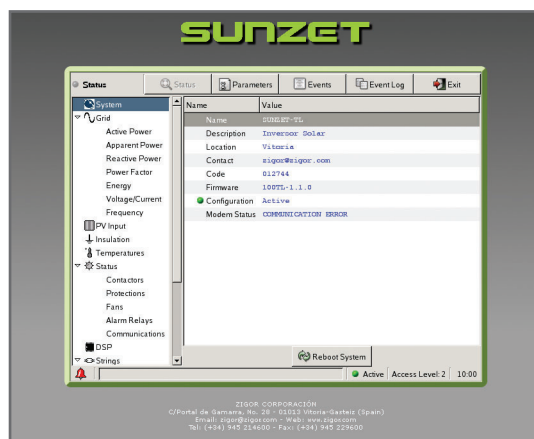 SUNZET
Status Status Parameters Events Event Log Exit
System
Grid
Active Power
Apparent Power
Reactive Power
Power Factor
Energy
Voltage/Current
Frequency
PV Input
Insulation
Temperatures
Status
Contactors
Protections
Fans
Alarm Relays
Communications
DSP
Strings
Name Value
Name SUNZET-TL
Description Inversor Solar
Location Vitoria
Contact zigor@zigor.com
Code 012744
Firmware 100TL-1.1.0
Configuration Active
Modem Status COMMUNICATION ERROR
Reboot System
Active Access Level: 2 10:00
ZIGOR CORPORACIÓN
C/Portal de Gamarra, No. 28 - 01013 Vitoria-Gasteiz (Spain)
Email: zigor@zigor.com - Web: www.zigor.com
Tel: (+34) 945 214600 - Fax: (+34) 945 229600